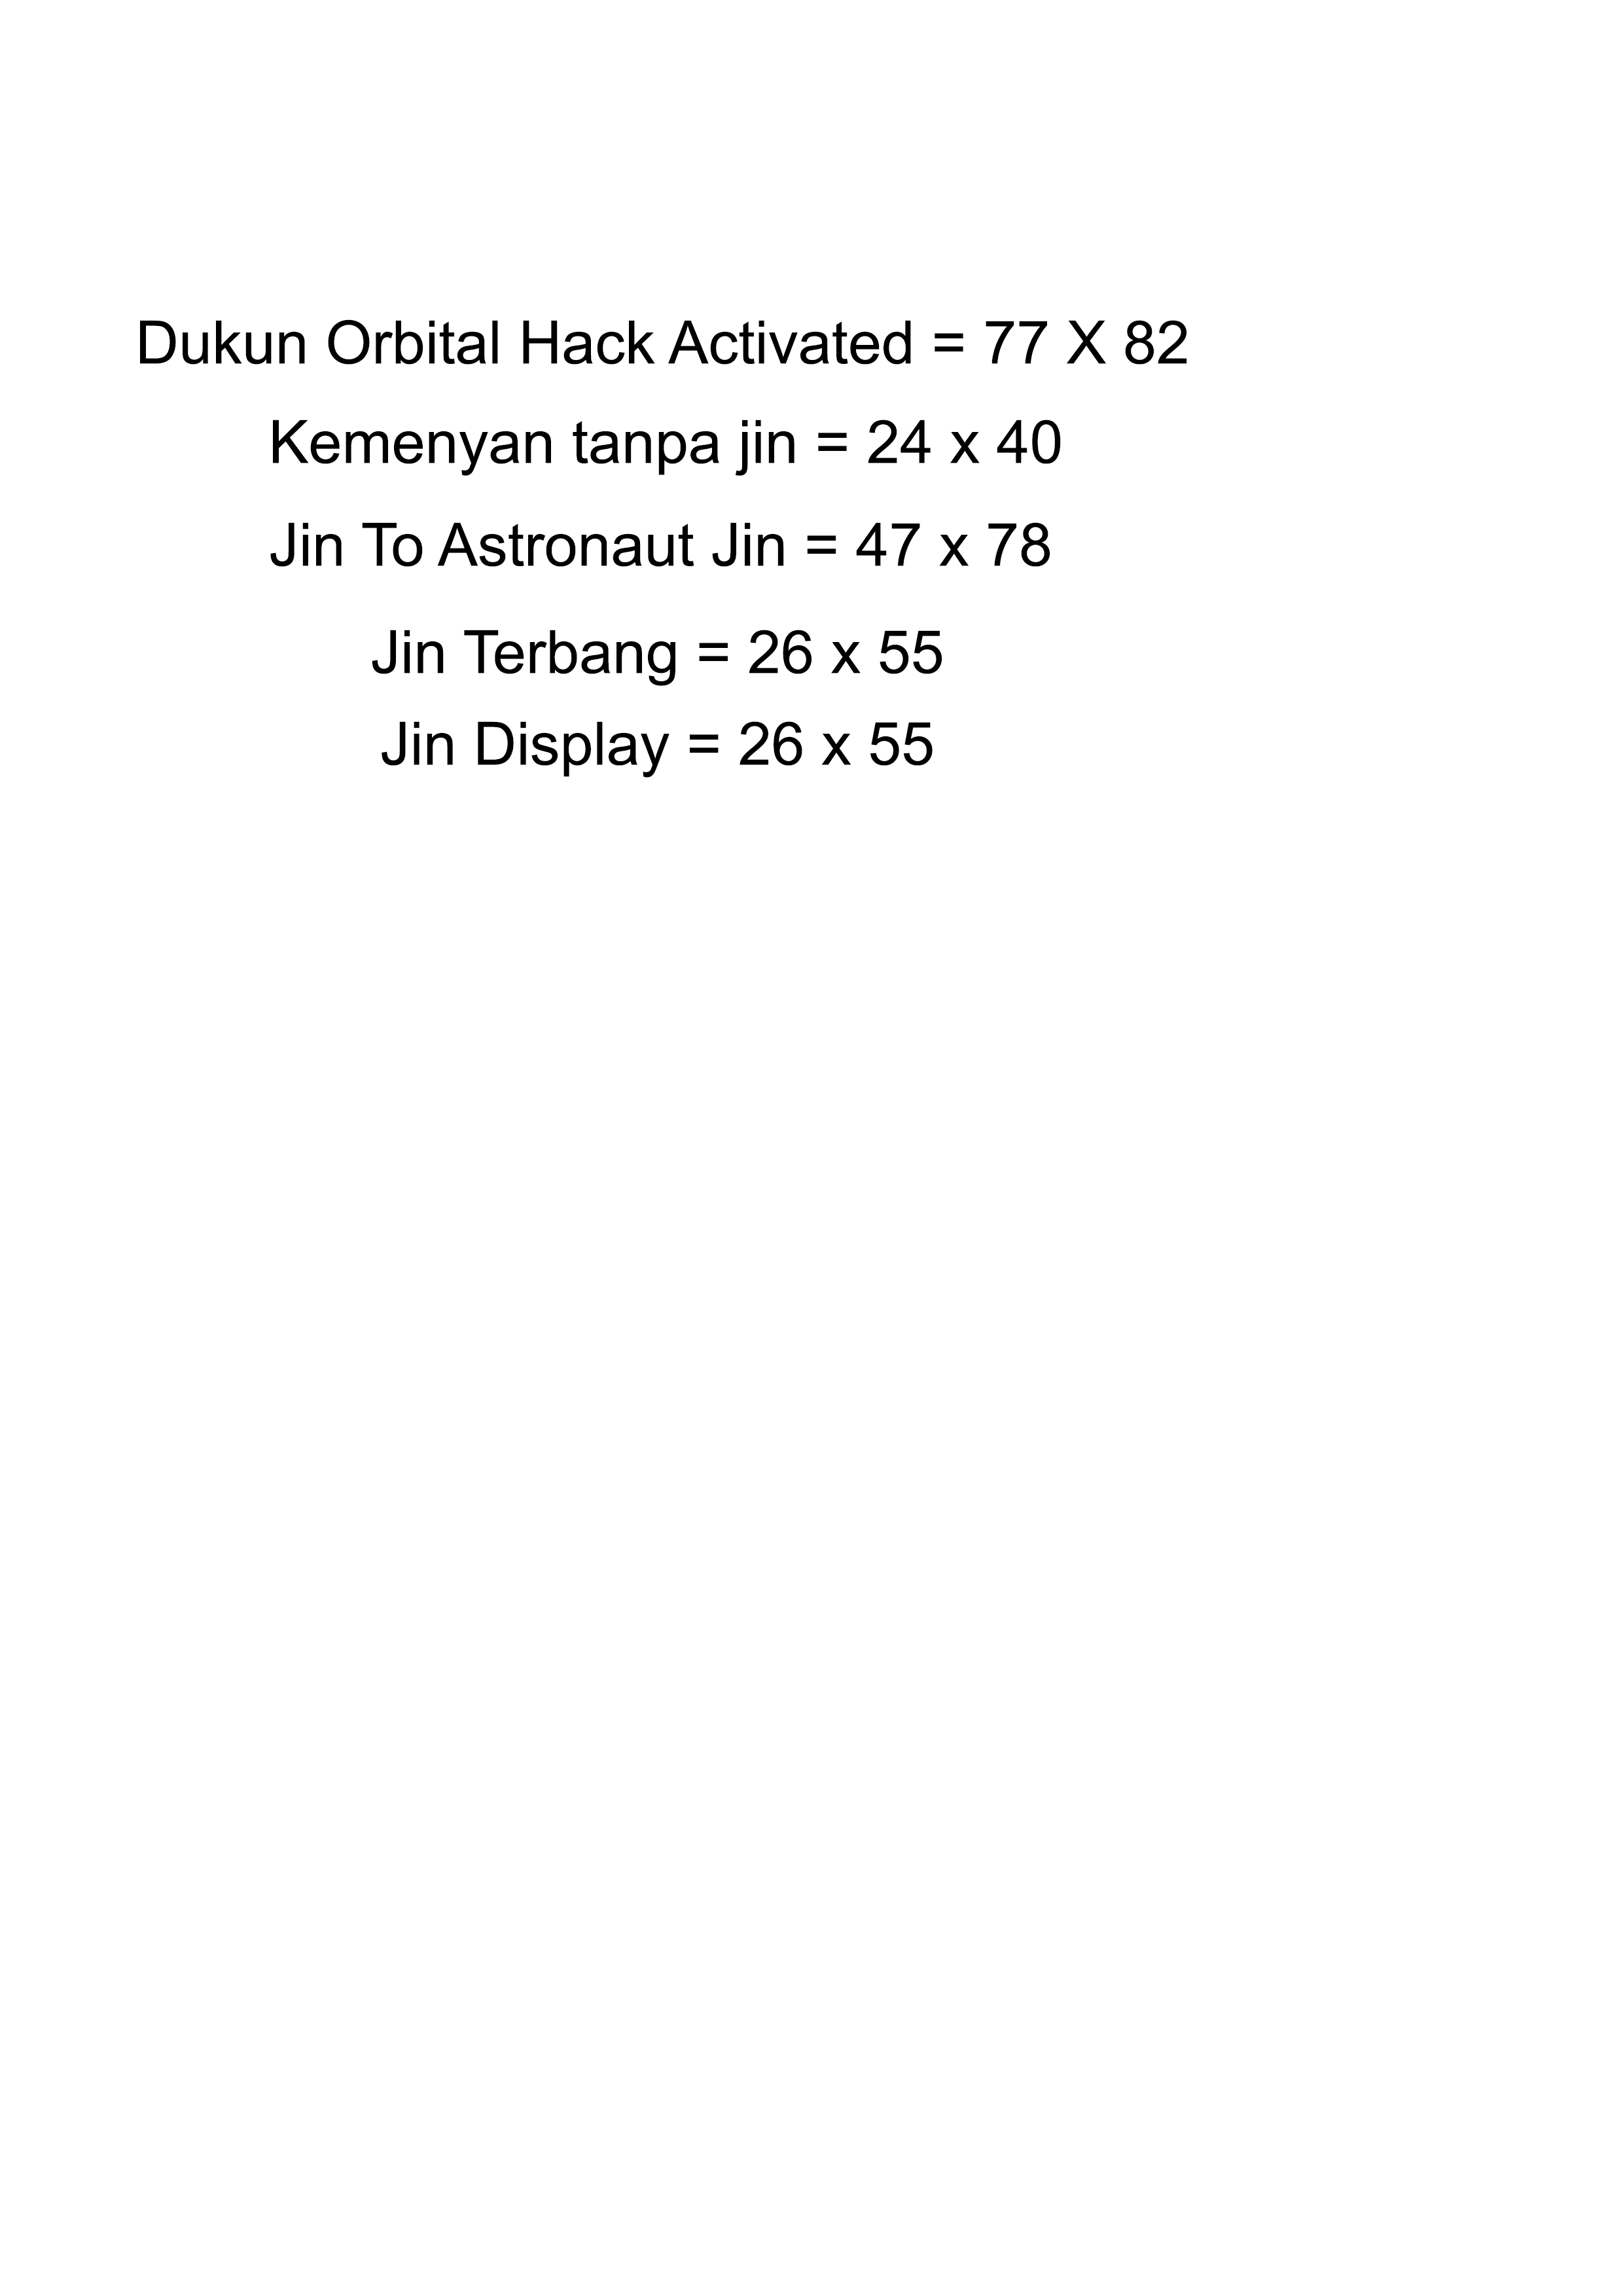 Dukun Orbital Hack Activated = 77 X 82
Kemenyan tanpa jin = 24 x 40
Jin To Astronaut Jin = 47 x 78
Jin Terbang = 26 x 55
Jin Display = 26 x 55